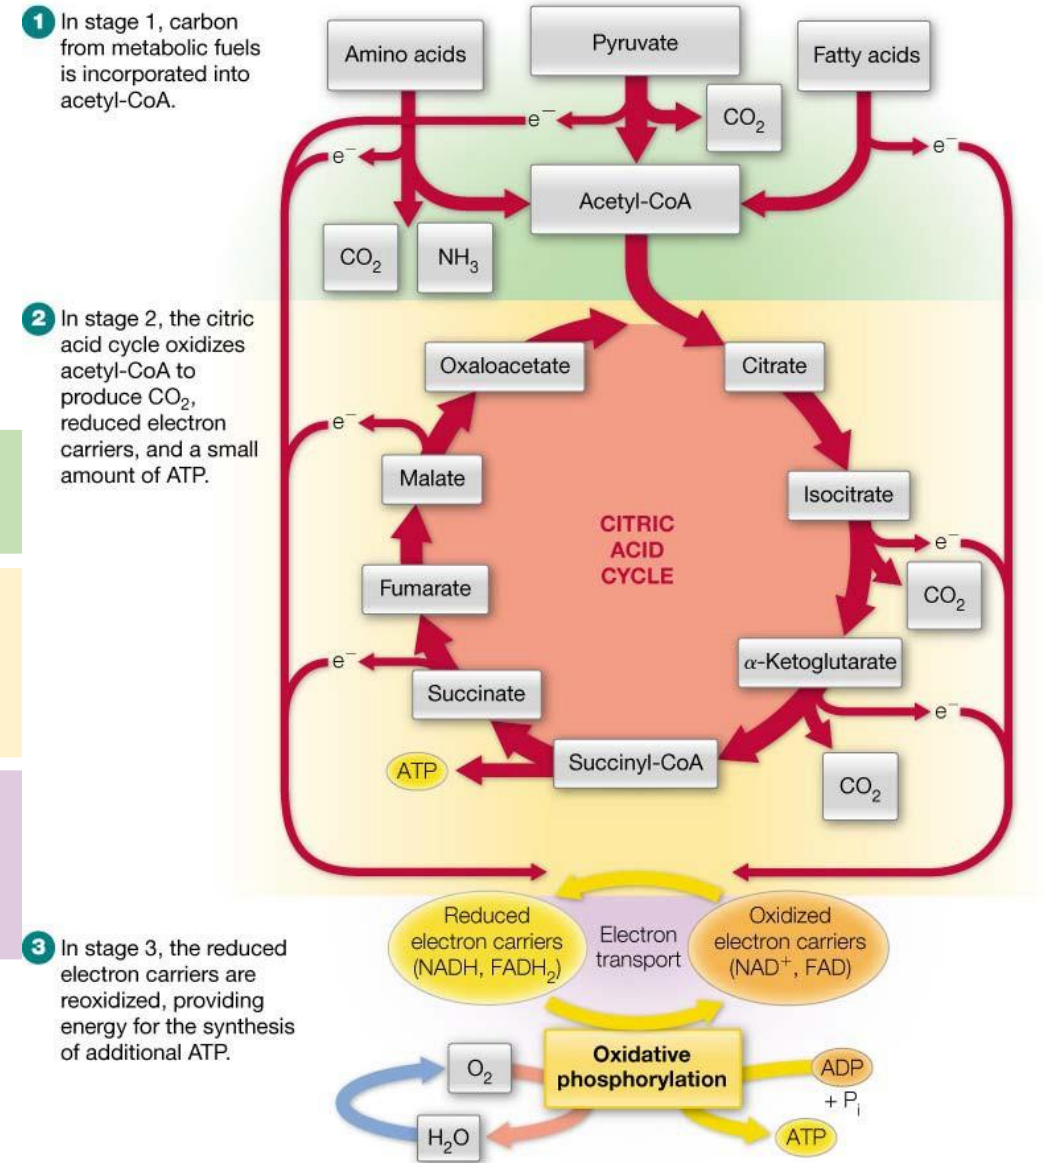 1 In stage 1, carbon
from metabolic fuels
is incorporated into
acetyl-CoA.
Amino acids
Pyruvate
Fatty acids
e⁻
CO₂
e⁻
e⁻
Acetyl-CoA
CO₂
NH₃
2 In stage 2, the citric
acid cycle oxidizes
acetyl-CoA to
produce CO₂,
reduced electron
carriers, and a small
amount of ATP.
Oxaloacetate
Citrate
e⁻
Malate
Isocitrate
CITRIC
ACID
CYCLE
e⁻
Fumarate
CO₂
e⁻
α-Ketoglutarate
Succinate
e⁻
ATP
Succinyl-CoA
CO₂
Reduced
electron carriers
(NADH, FADH₂)
Electron
transport
Oxidized
electron carriers
(NAD⁺, FAD)
3 In stage 3, the reduced
electron carriers are
reoxidized, providing
energy for the synthesis
of additional ATP.
O₂
Oxidative
phosphorylation
ADP
+ Pᵢ
H₂O
ATP